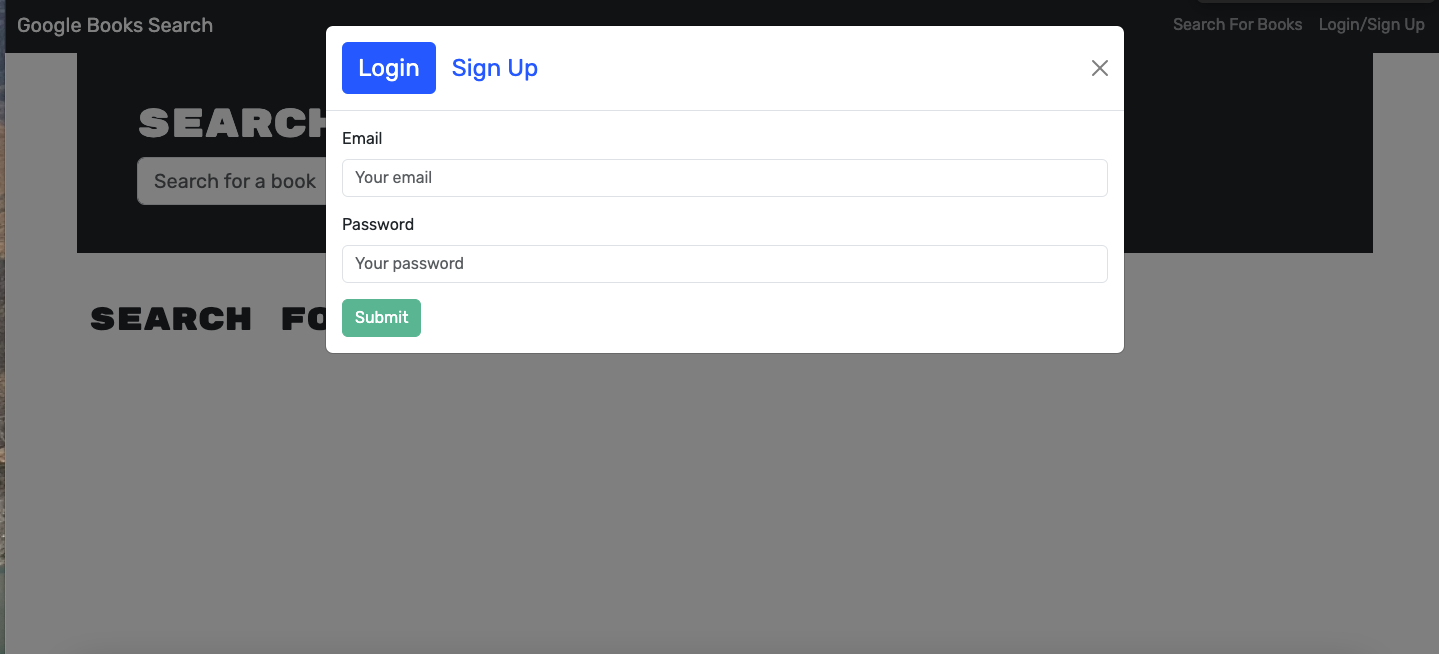 Google Books Search
Search For Books
Login/Sign Up
Login
Sign Up
SEARCH
Search for a book
Email
Your email
Password
Your password
Submit
SEARCH